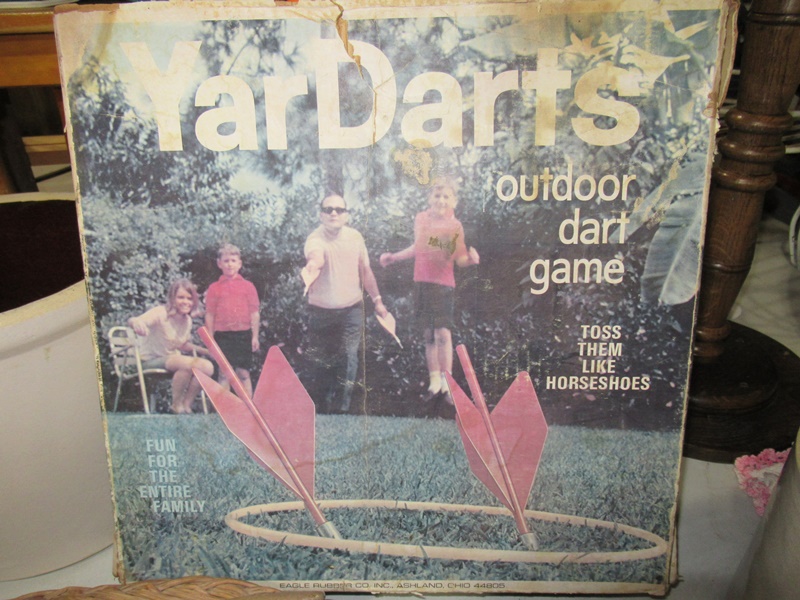 YarDarts
outdoor
dart
game
TOSS
THEM
LIKE
HORSESHOES
FUN
FOR
THE
ENTIRE
FAMILY
EAGLE RUBBER CO. INC., ASHLAND, OHIO 44805